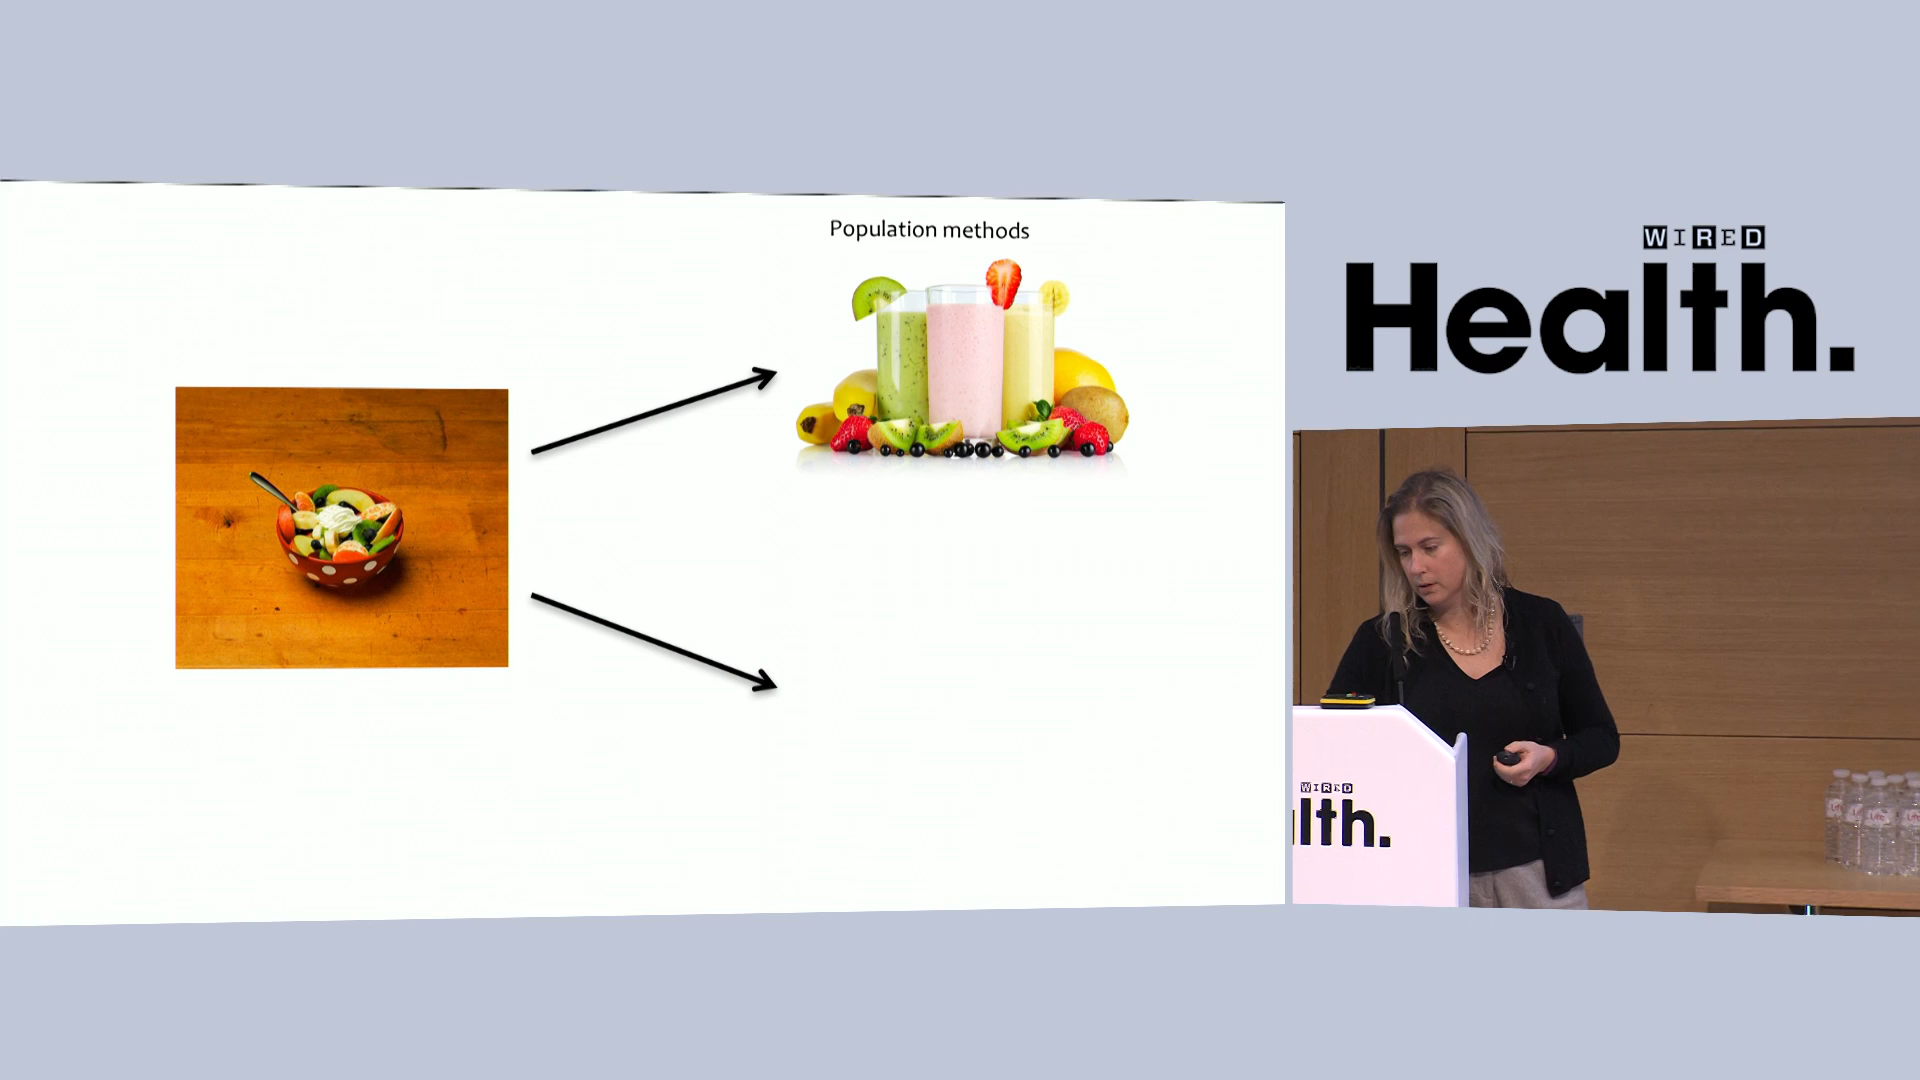 Population methods
WIRED
Health.
WIRED
lth.